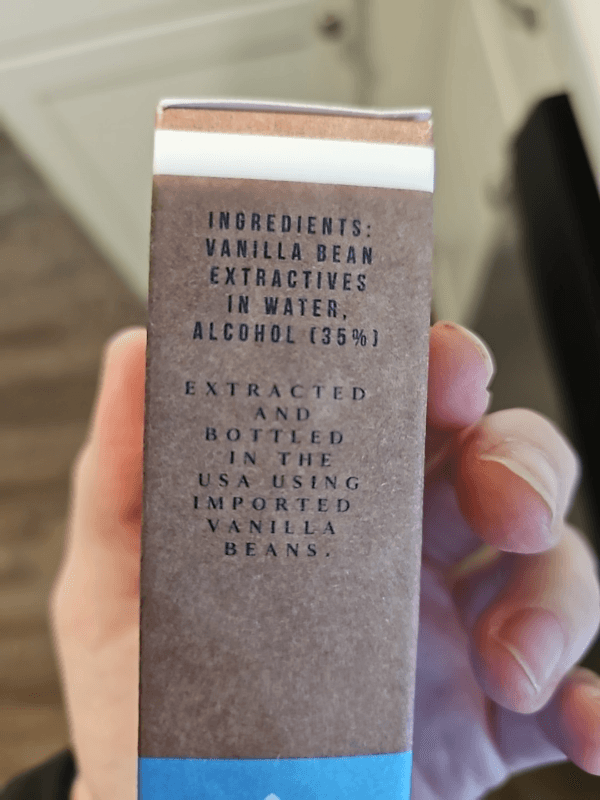 INGREDIENTS:
VANILLA BEAN
EXTRACTIVES
IN WATER,
ALCOHOL (35%)
EXTRACTED
AND
BOTTLED
IN THE
USA USING
IMPORTED
VANILLA
BEANS.